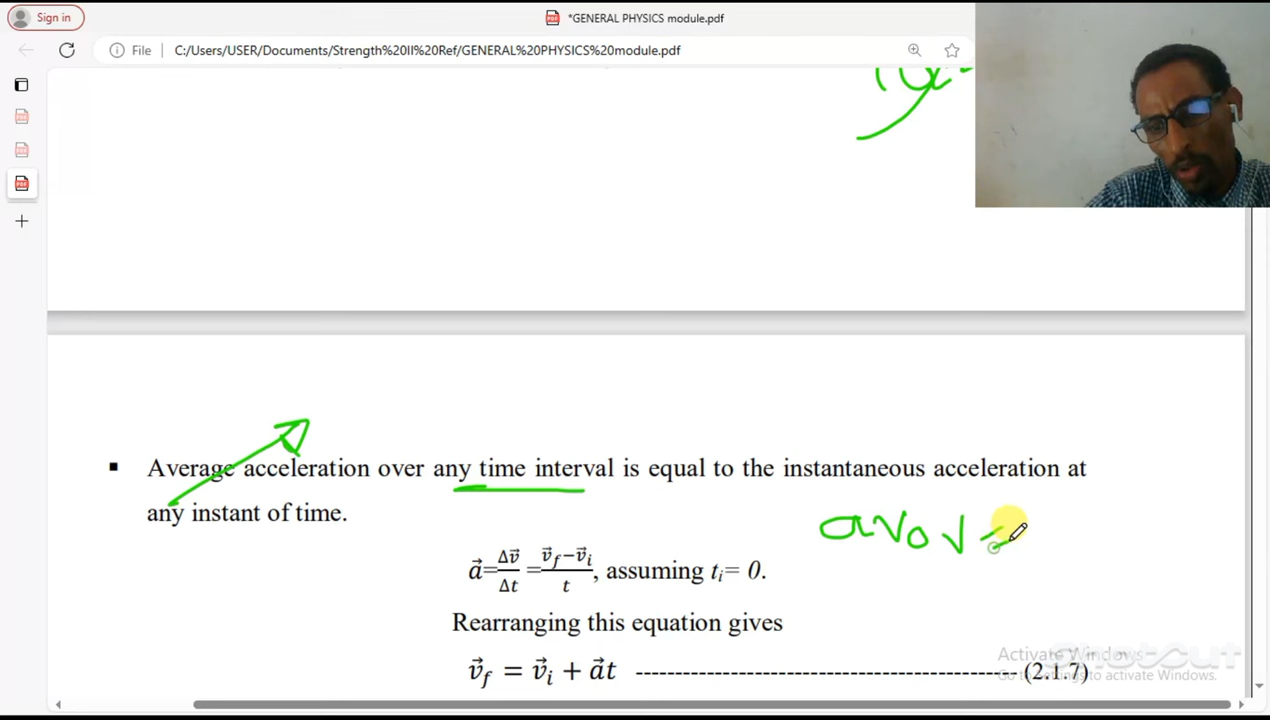 Sign in
*GENERAL PHYSICS module.pdf
File
C:/Users/USER/Documents/Strength%20II%20Ref/GENERAL%20PHYSICS%20module.pdf
▪ Average acceleration over any time interval is equal to the instantaneous acceleration at
any instant of time.
a⃗=Δv⃗/Δt=(v⃗f−v⃗i)/t, assuming ti= 0.
Rearranging this equation gives
v⃗f = v⃗i + a⃗t ---------------------------------------- (2.1.7)
Activate Windows
Go to Settings to activate Windows.
Shotcut